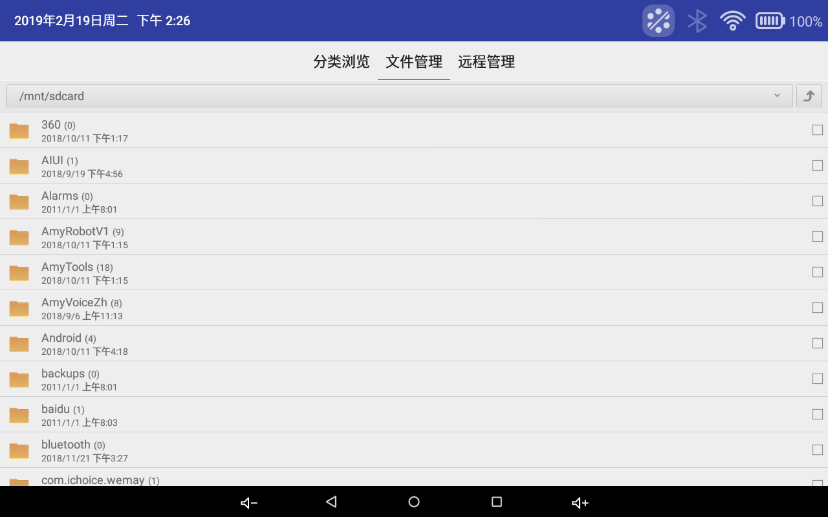 2019年2月19日周二 下午 2:26
100%
分类浏览 文件管理 远程管理
/mnt/sdcard
360 (0)
2018/10/11 下午1:17
AIUI (1)
2018/9/19 下午4:56
Alarms (0)
2011/1/1 上午8:01
AmyRobotV1 (9)
2018/10/11 下午1:15
AmyTools (18)
2018/10/11 下午1:15
AmyVoiceZh (8)
2018/9/6 上午11:13
Android (4)
2018/10/11 下午4:18
backups (0)
2011/1/1 上午8:01
baidu (1)
2011/1/1 上午8:03
bluetooth (0)
2018/11/21 下午3:27
com.ichoice.wemay (1)